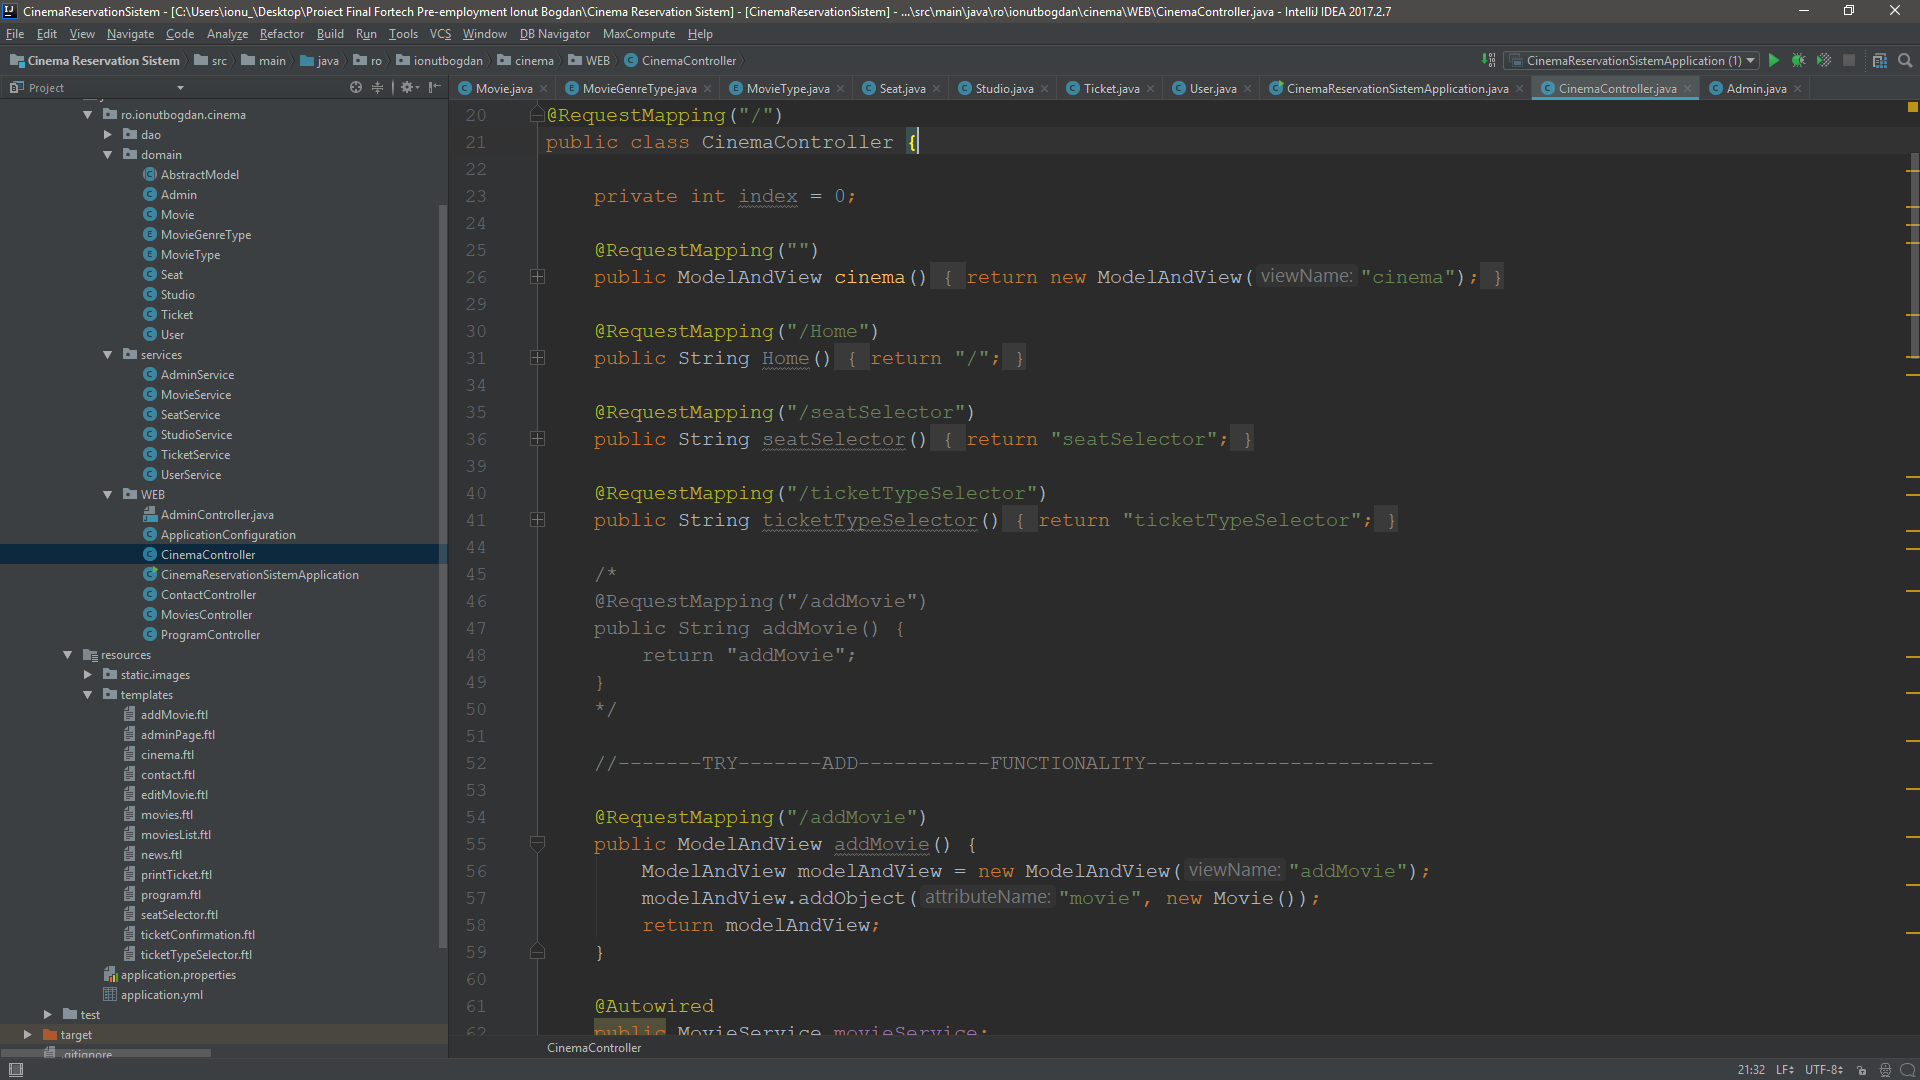 CinemaReservationSistem - [C:\Users\ionu_\Desktop\Proiect Final Fortech Pre-employment Ionut Bogdan\Cinema Reservation Sistem] - [CinemaReservationSistem] - ...\src\main\java\ro\ionutbogdan\cinema\WEB\CinemaController.java - IntelliJ IDEA 2017.2.7
File Edit View Navigate Code Analyze Refactor Build Run Tools VCS Window DB Navigator MaxCompute Help
Cinema Reservation Sistem src main java ro ionutbogdan cinema WEB CinemaController CinemaReservationSistemApplication (1)
Project
Movie.java MovieGenreType.java MovieType.java Seat.java Studio.java Ticket.java User.java CinemaReservationSistemApplication.java CinemaController.java Admin.java
ro.ionutbogdan.cinema
dao
domain
AbstractModel
Admin
Movie
MovieGenreType
MovieType
Seat
Studio
Ticket
User
services
AdminService
MovieService
SeatService
StudioService
TicketService
UserService
WEB
AdminController.java
ApplicationConfiguration
CinemaController
CinemaReservationSistemApplication
ContactController
MoviesController
ProgramController
resources
static.images
templates
addMovie.ftl
adminPage.ftl
cinema.ftl
contact.ftl
editMovie.ftl
movies.ftl
moviesList.ftl
news.ftl
printTicket.ftl
program.ftl
seatSelector.ftl
ticketConfirmation.ftl
ticketTypeSelector.ftl
application.properties
application.yml
test
target
.gitignore
20 @RequestMapping("/")
21 public class CinemaController {
22
23 private int index = 0;
24
25 @RequestMapping("")
26 public ModelAndView cinema() { return new ModelAndView( viewName: "cinema"); }
29
30 @RequestMapping("/Home")
31 public String Home() { return "/"; }
34
35 @RequestMapping("/seatSelector")
36 public String seatSelector() { return "seatSelector"; }
39
40 @RequestMapping("/ticketTypeSelector")
41 public String ticketTypeSelector() { return "ticketTypeSelector"; }
44
45 /*
46 @RequestMapping("/addMovie")
47 public String addMovie() {
48 return "addMovie";
49 }
50 */
51
52 //-------TRY-------ADD-----------FUNCTIONALITY------------------------
53
54 @RequestMapping("/addMovie")
55 public ModelAndView addMovie() {
56 ModelAndView modelAndView = new ModelAndView( viewName: "addMovie");
57 modelAndView.addObject( attributeName: "movie", new Movie());
58 return modelAndView;
59 }
60
61 @Autowired
62 public MovieService movieService;
CinemaController
21:32 LF UTF-8